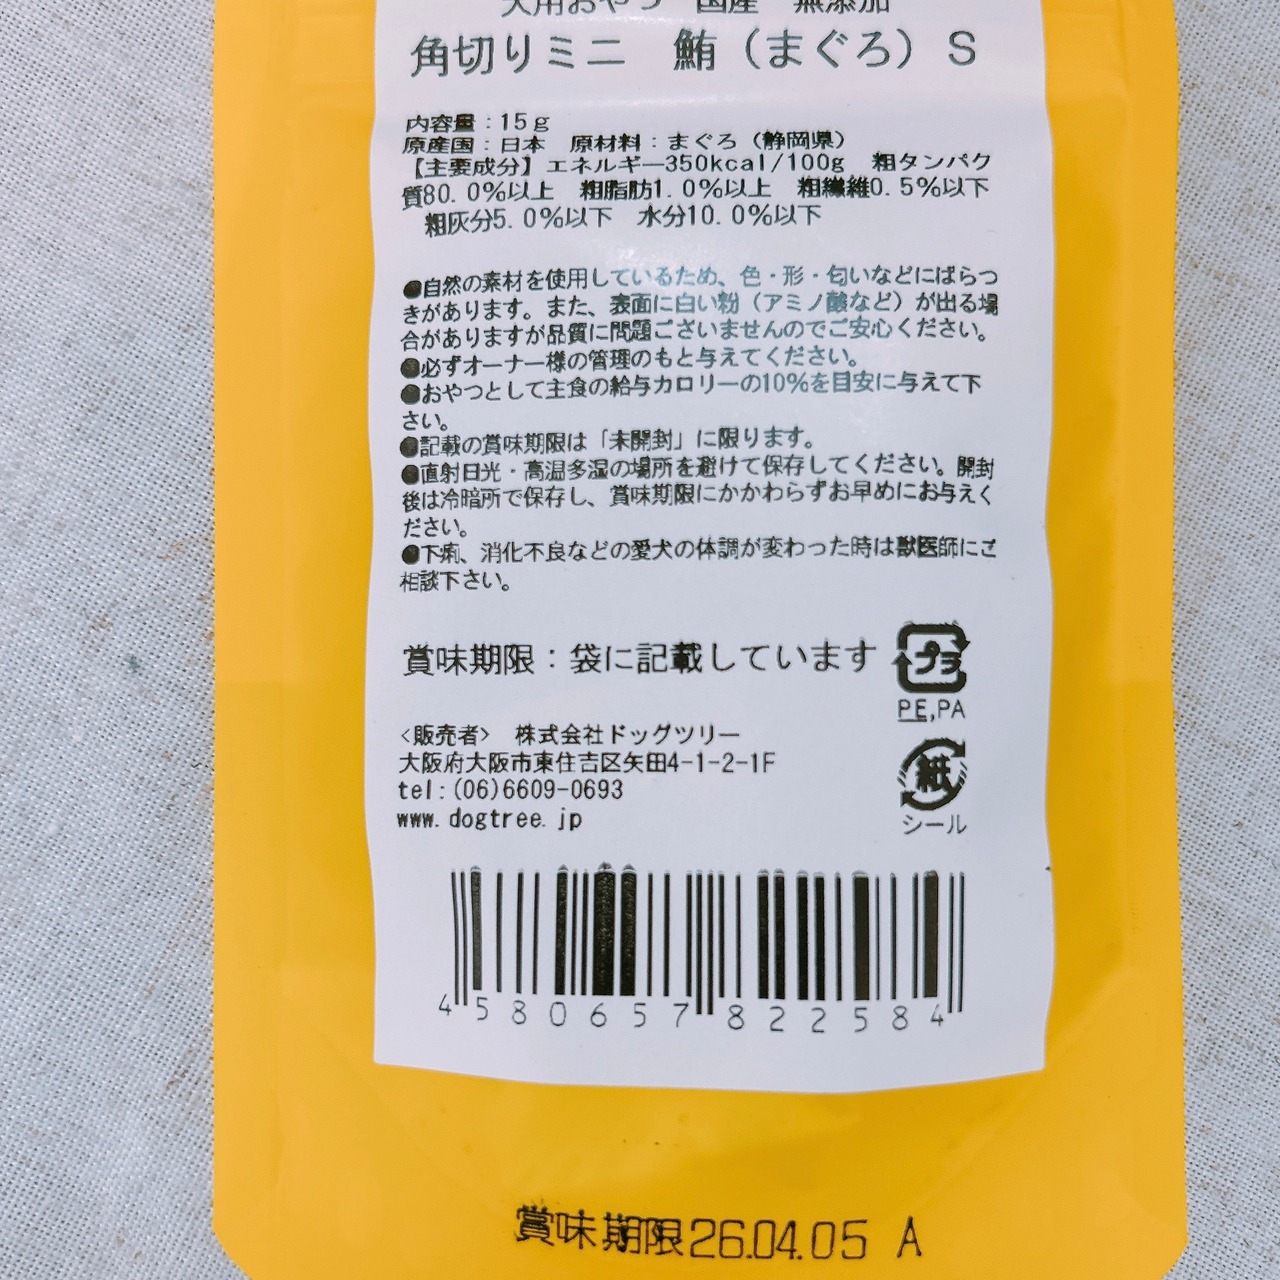 犬用おやつ 国産 無添加
角切りミニ 鮪（まぐろ）S
内容量：15ｇ
原産国：日本 原材料：まぐろ（静岡県）
【主要成分】エネルギー350kcal/100g 粗タンパク
質80.0%以上 粗脂肪1.0%以上 粗繊維0.5%以下
粗灰分5.0%以下 水分10.0%以下
●自然の素材を使用しているため、色・形・匂いなどにばらつ
きがあります。また、表面に白い粉（アミノ酸など）が出る場
合がありますが品質に問題ございませんのでご安心ください。
●必ずオーナー様の管理のもと与えてください。
●おやつとして主食の給与カロリーの10%を目安に与えて下
さい。
●記載の賞味期限は「未開封」に限ります。
●直射日光・高温多湿の場所を避けて保存してください。開封
後は冷暗所で保存し、賞味期限にかかわらずお早めにお与えく
ださい。
●下痢、消化不良などの愛犬の体調が変わった時は獣医師にご
相談下さい。
賞味期限：袋に記載しています
プラ
PE,PA
<販売者> 株式会社ドッグツリー
大阪府大阪市東住吉区矢田4-1-2-1F
tel:(06)6609-0693
www.dogtree.jp
紙
シール
4580657822584
賞味期限26.04.05 A